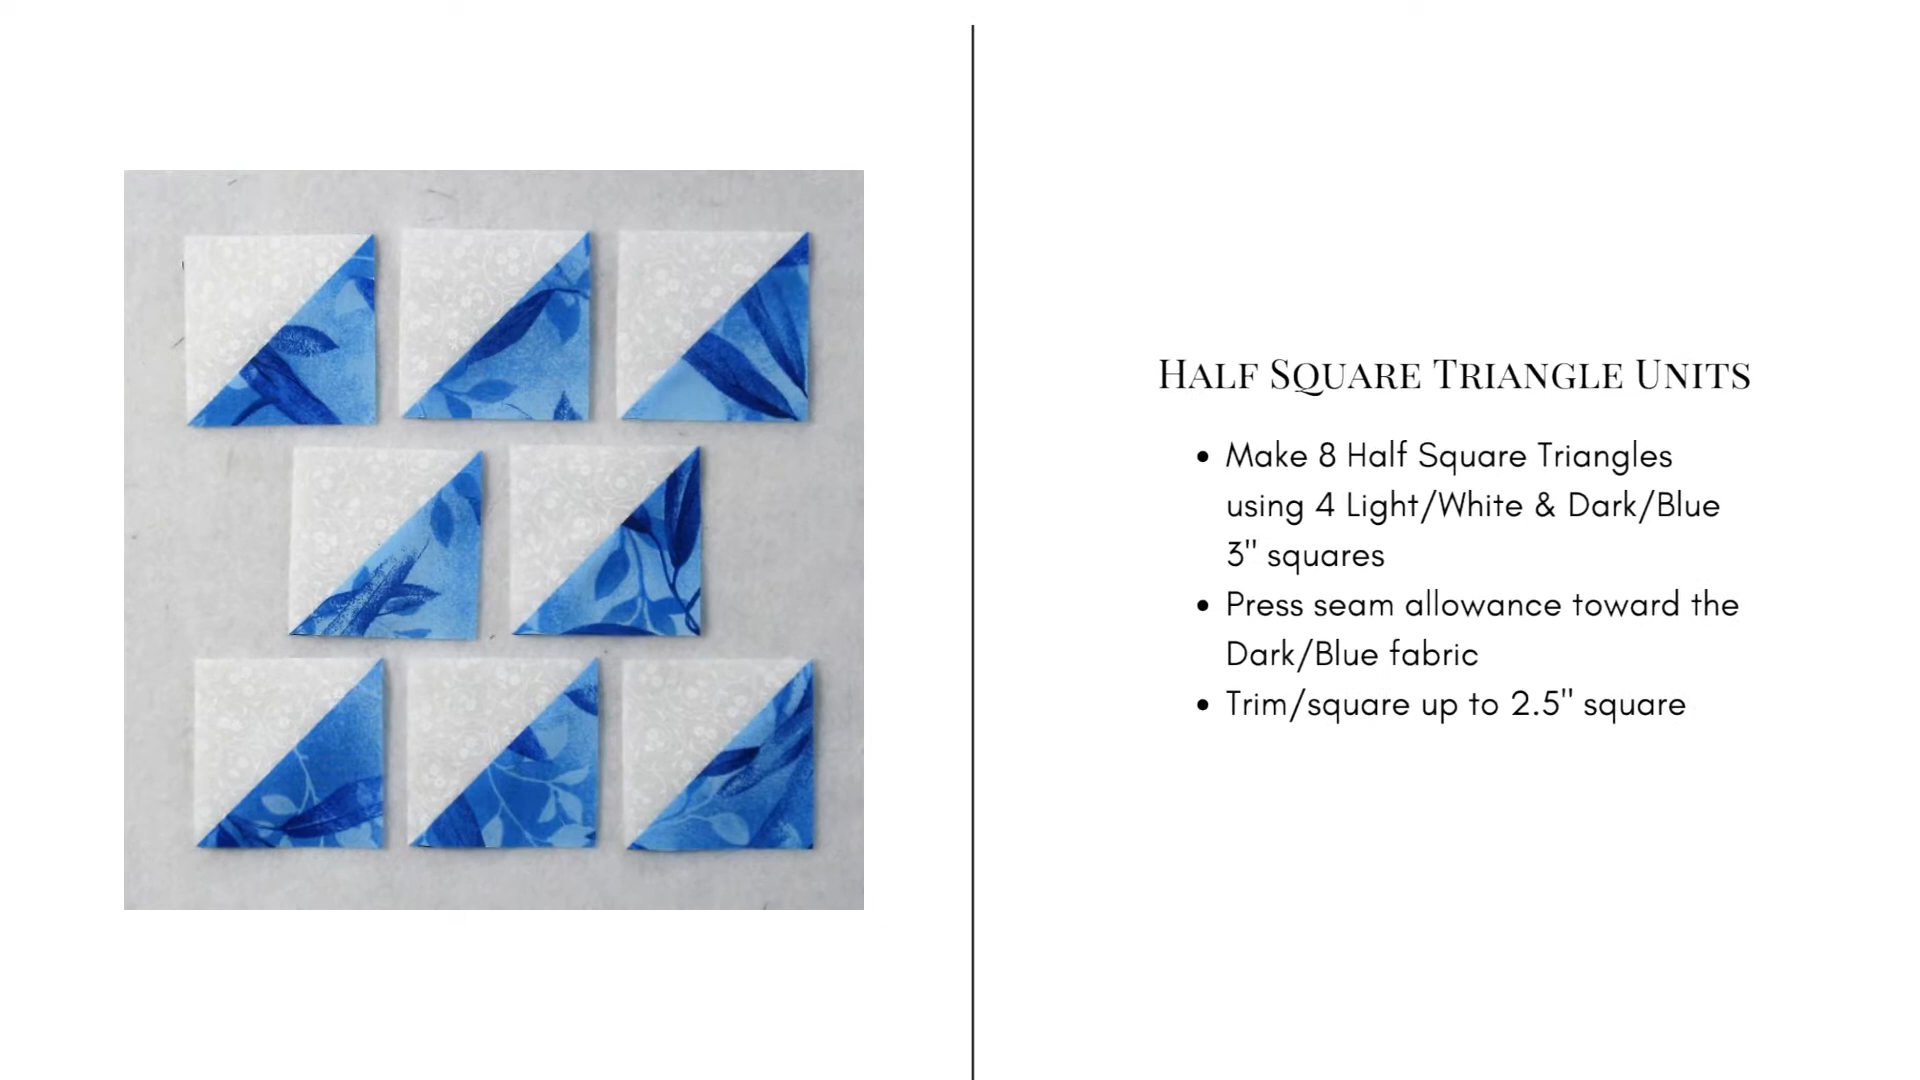 Half Square Triangle Units
• Make 8 Half Square Triangles
using 4 Light/White & Dark/Blue
3" squares
• Press seam allowance toward the
Dark/Blue fabric
• Trim/square up to 2.5" square